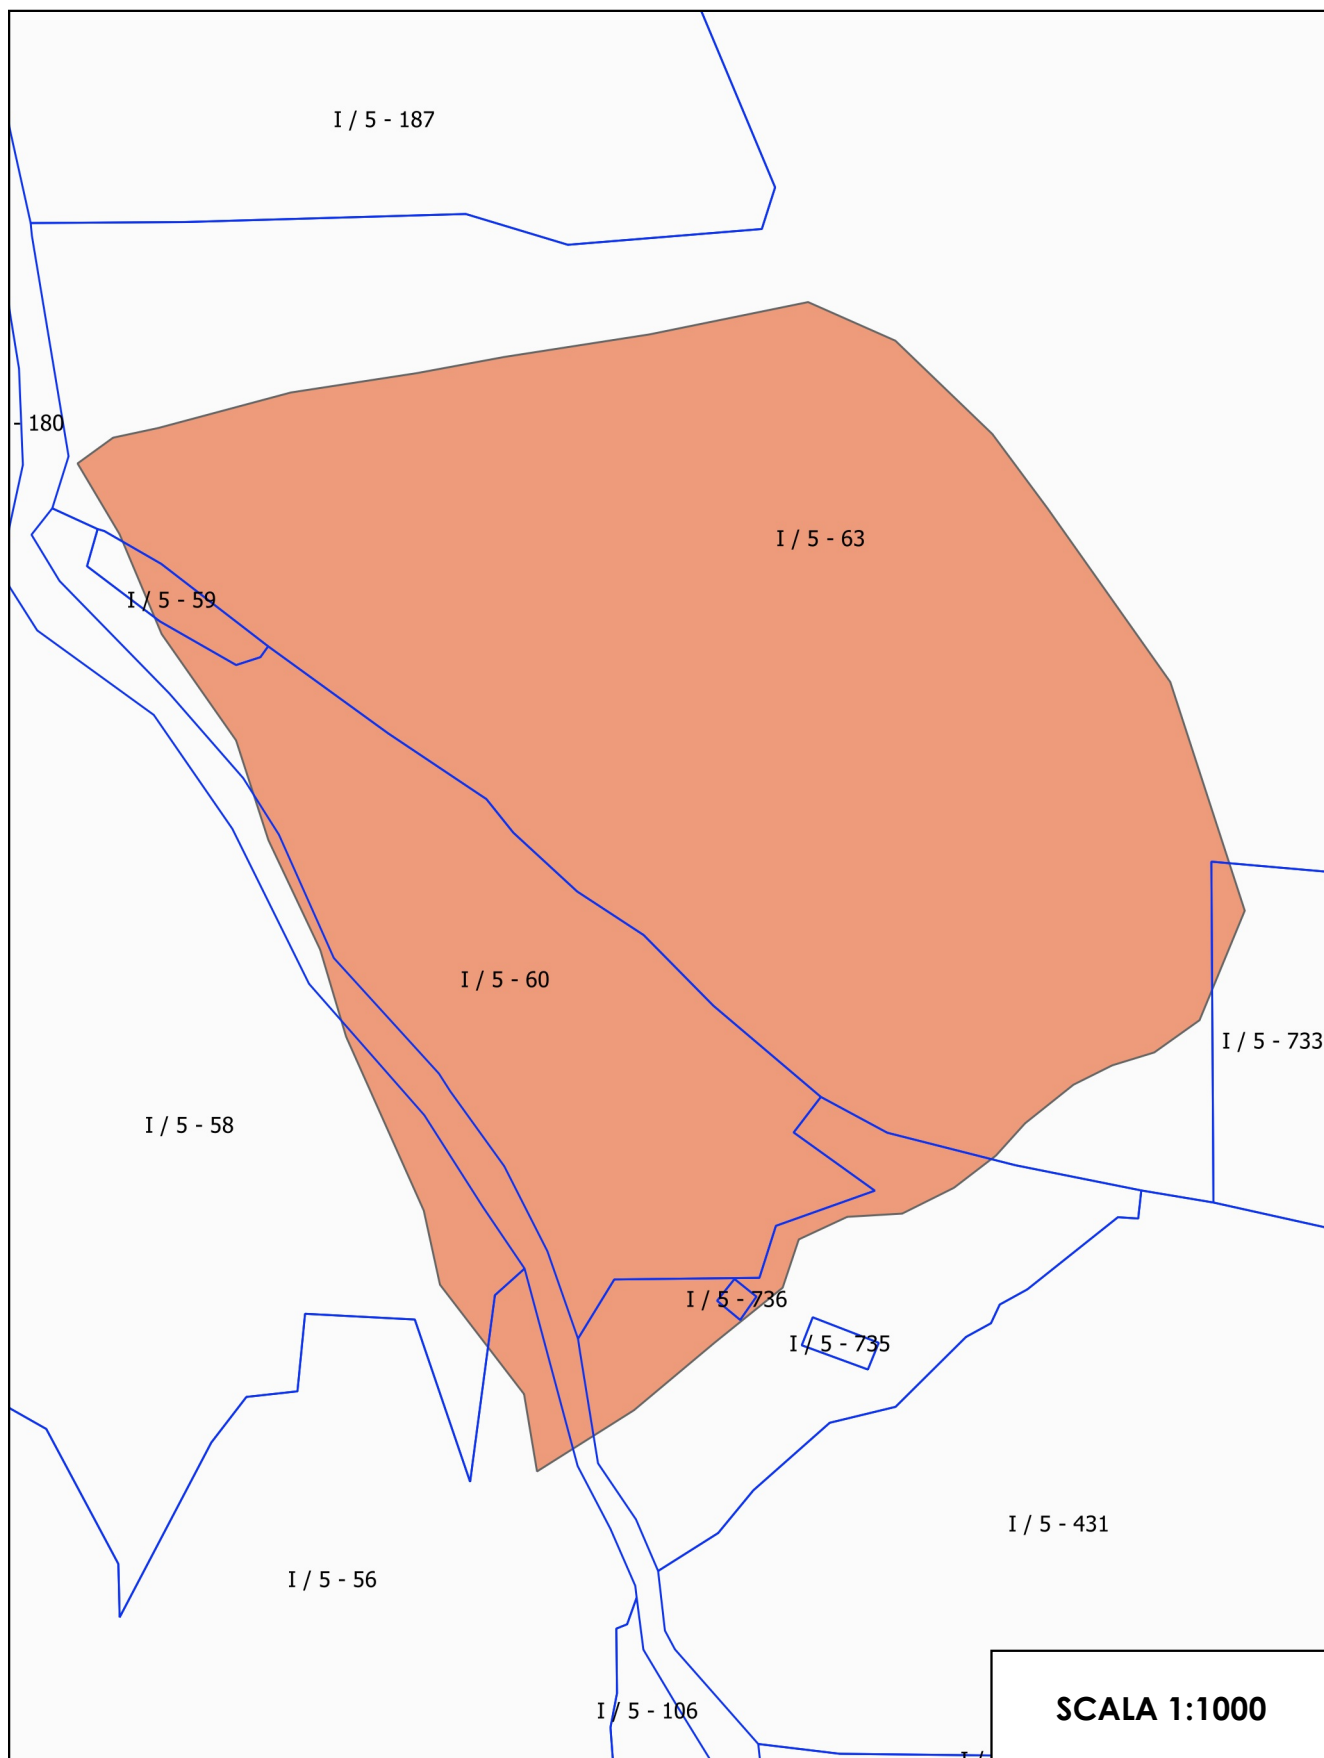 I / 5 - 187
- 180
I / 5 - 63
I / 5 - 59
I / 5 - 60
I / 5 - 733
I / 5 - 58
I / 5 - 736
I / 5 - 735
I / 5 - 431
I / 5 - 56
I / 5 - 106
SCALA 1:1000
I /